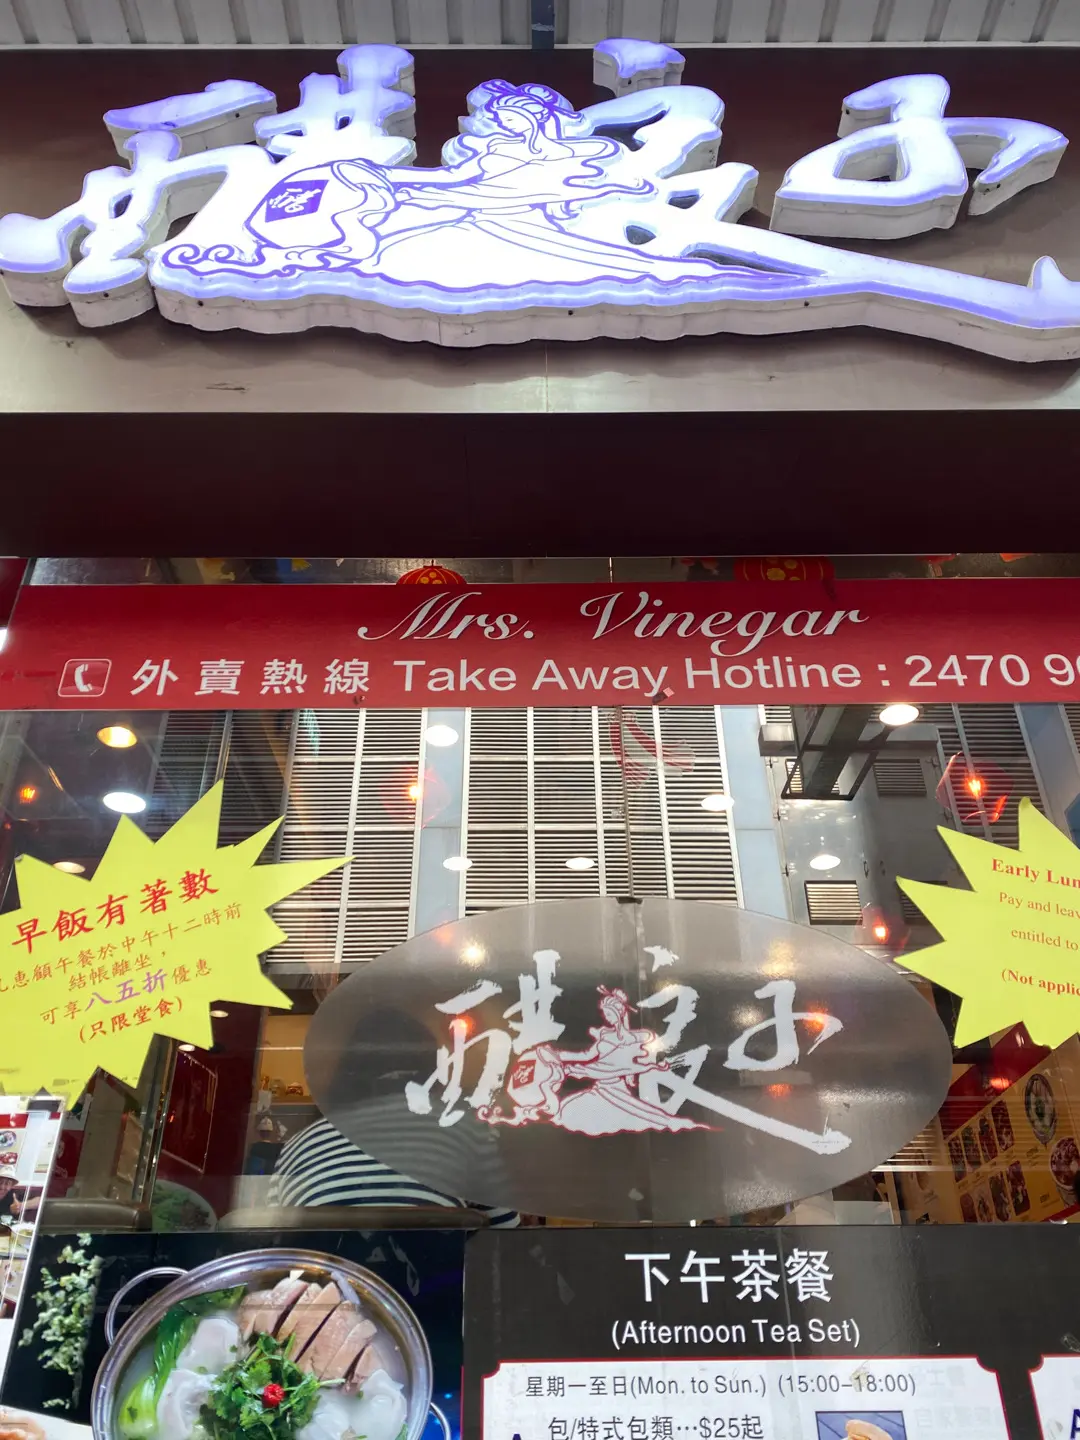 醋娘子
醋
Mrs. Vinegar
外賣熱線 Take Away Hotline : 2470 9
早飯有著數
惠顧午餐於中午十二時前
結帳離坐，
可享八五折優惠
(只限堂食)
Early Lun
Pay and leav
entitled to
(Not applic
醋娘子
下午茶餐
(Afternoon Tea Set)
星期一至日(Mon. to Sun.) (15:00-18:00)
包/特式包類…$25起